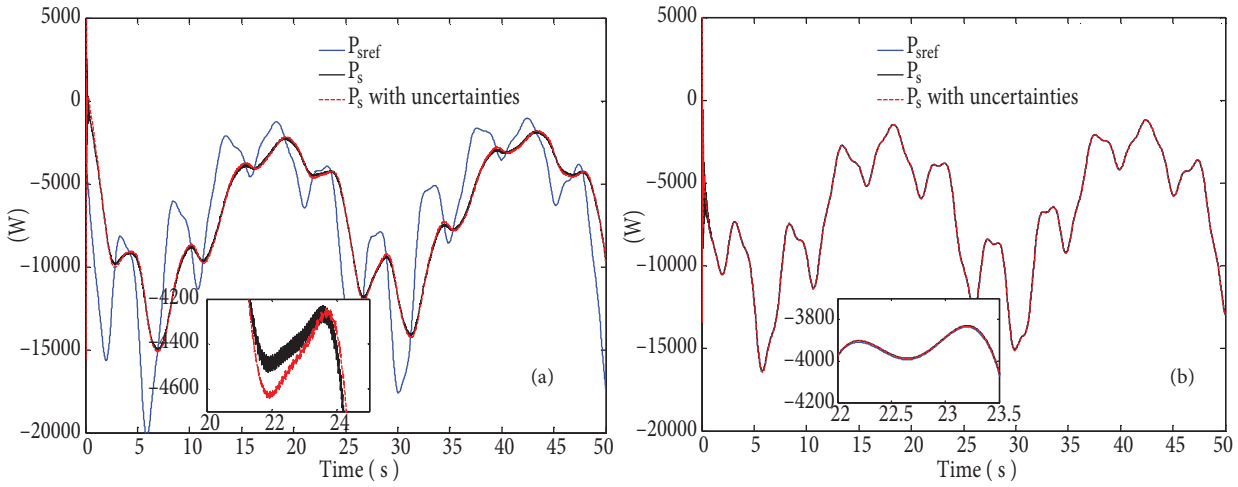 5000
0
−5000
−10000
−15000
−20000
(W)
P_sref
P_s
P_s with uncertainties
−4200
−4400
−4600
20 22 24
(a)
0 5 10 15 20 25 30 35 40 45 50
Time ( s )
5000
0
−5000
−10000
−15000
−20000
(W)
P_sref
P_s
P_s with uncertainties
−3800
−4000
−4200
22 22.5 23 23.5
(b)
0 5 10 15 20 25 30 35 40 45 50
Time ( s )